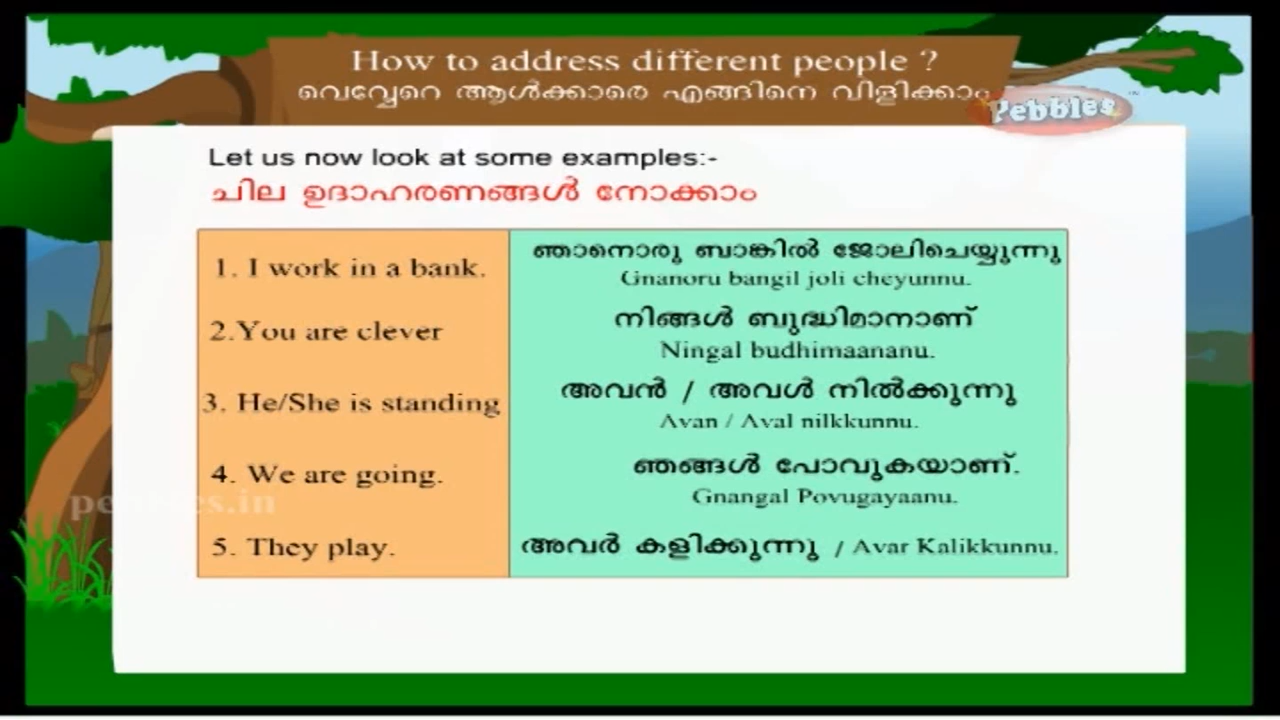 How to address different people ?
വെവ്വേറെ ആൾക്കാരെ എങ്ങിനെ വിളിക്കാം
Pebbles
Let us now look at some examples:-
ചില ഉദാഹരണങ്ങൾ നോക്കാം
1. I work in a bank.
ഞാനൊരു ബാങ്കിൽ ജോലിചെയ്യുന്നു
Gnanoru bangil joli cheyunnu.
2.You are clever
നിങ്ങൾ ബുദ്ധിമാനാണ്
Ningal budhimaananu.
3. He/She is standing
അവൻ / അവൾ നിൽക്കുന്നു
Avan / Aval nilkkunnu.
4. We are going.
ഞങ്ങൾ പോവുകയാണ്.
Gnangal Povugayaanu.
5. They play.
അവർ കളിക്കുന്നു / Avar Kalikkunnu.
pebbles.in